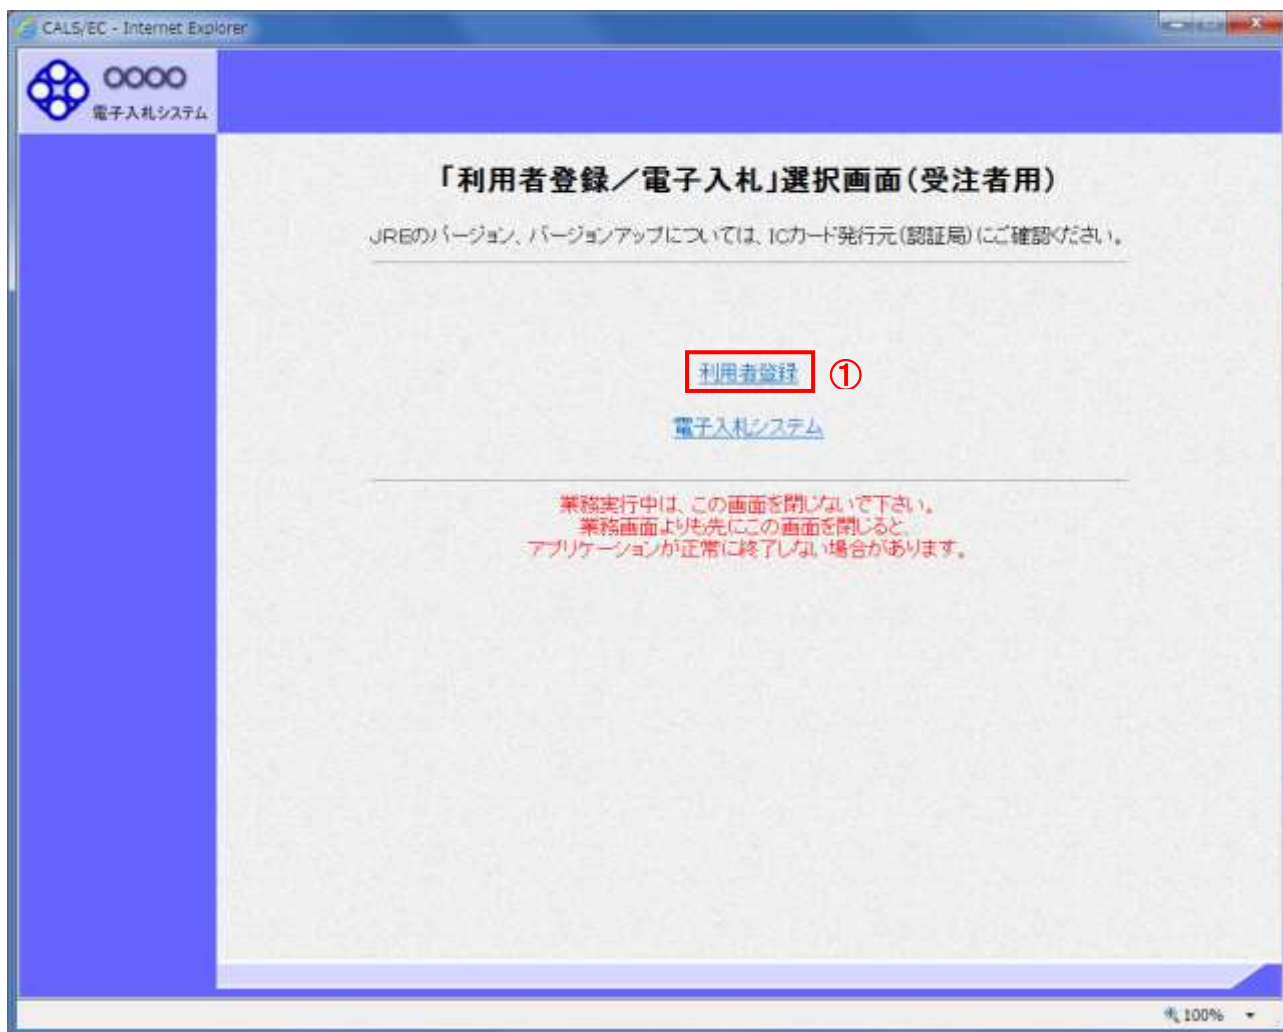 CALS/EC - Internet Explorer
○○○○
電子入札システム
「利用者登録／電子入札」選択画面(受注者用)
JREのバージョン、バージョンアップについては、ICカード発行元(認証局)にご確認ください。
利用者登録 ①
電子入札システム
業務実行中は、この画面を閉じないで下さい。
業務画面よりも先にこの画面を閉じると、
アプリケーションが正常に終了しない場合があります。
100%